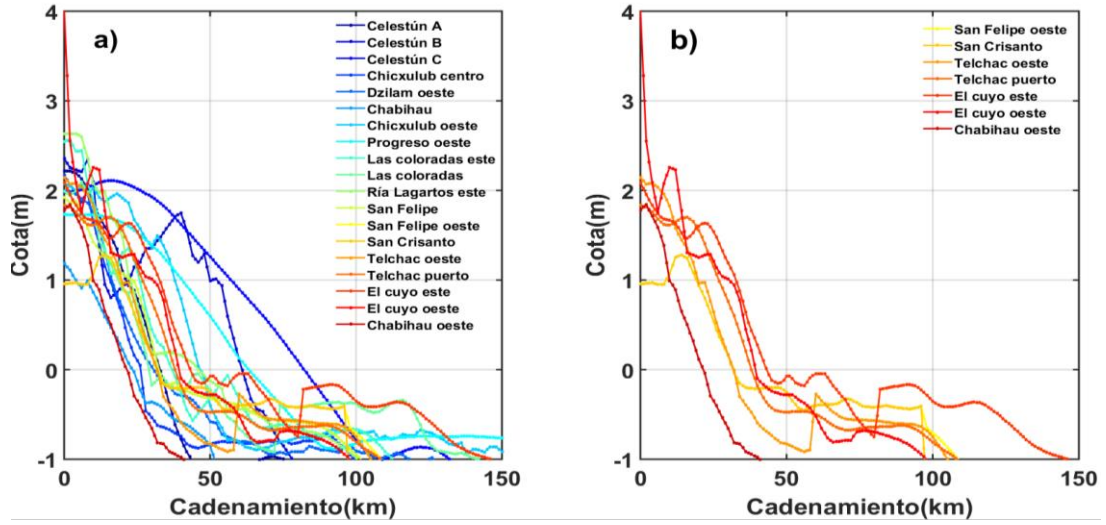 a)
Cota(m)
4
3
2
1
0
-1
Celestún A
Celestún B
Celestún C
Chicxulub centro
Dzilam oeste
Chabihau
Chicxulub oeste
Progreso oeste
Las coloradas este
Las coloradas
Ría Lagartos este
San Felipe
San Felipe oeste
San Crisanto
Telchac oeste
Telchac puerto
El cuyo este
El cuyo oeste
Chabihau oeste
0 50 100 150
Cadenamiento(km)
b)
Cota(m)
4
3
2
1
0
-1
San Felipe oeste
San Crisanto
Telchac oeste
Telchac puerto
El cuyo este
El cuyo oeste
Chabihau oeste
0 50 100 150
Cadenamiento(km)